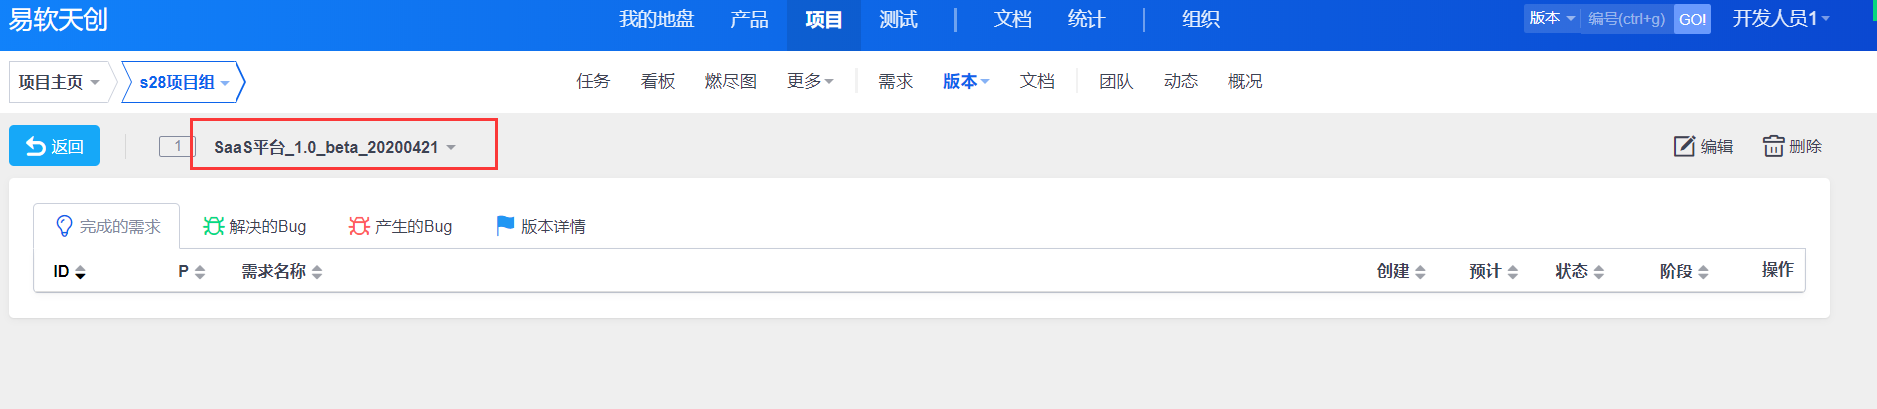 易软天创 我的地盘 产品 项目 测试 文档 统计 组织 版本 编号(ctrl+g) GO! 开发人员1
项目主页 s28项目组 任务 看板 燃尽图 更多 需求 版本 文档 团队 动态 概况
返回 1 SaaS平台_1.0_beta_20200421 编辑 删除
完成的需求 解决的Bug 产生的Bug 版本详情
ID P 需求名称 创建 预计 状态 阶段 操作